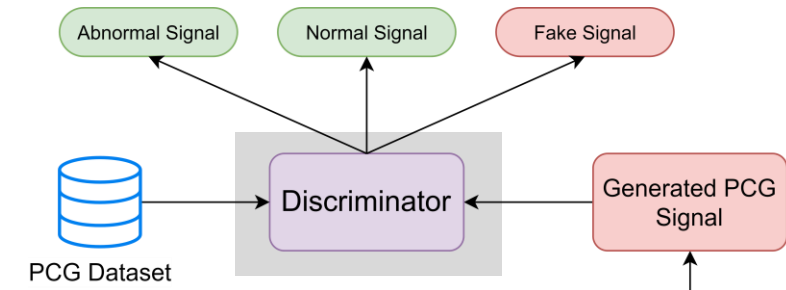 Abnormal Signal
Normal Signal
Fake Signal
Discriminator
Generated PCG
Signal
PCG Dataset